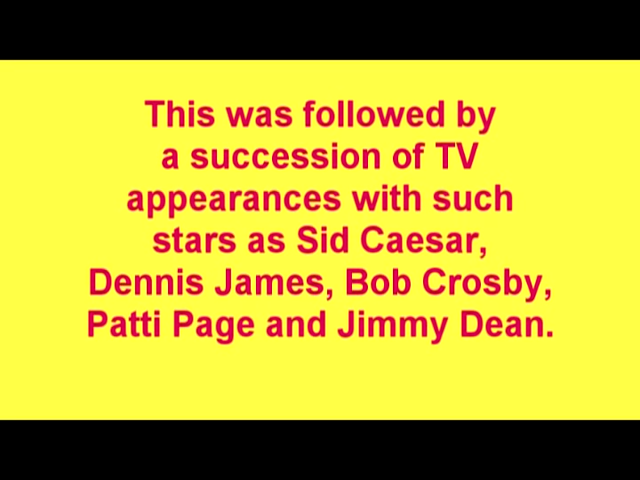 This was followed by
a succession of TV
appearances with such
stars as Sid Caesar,
Dennis James, Bob Crosby,
Patti Page and Jimmy Dean.